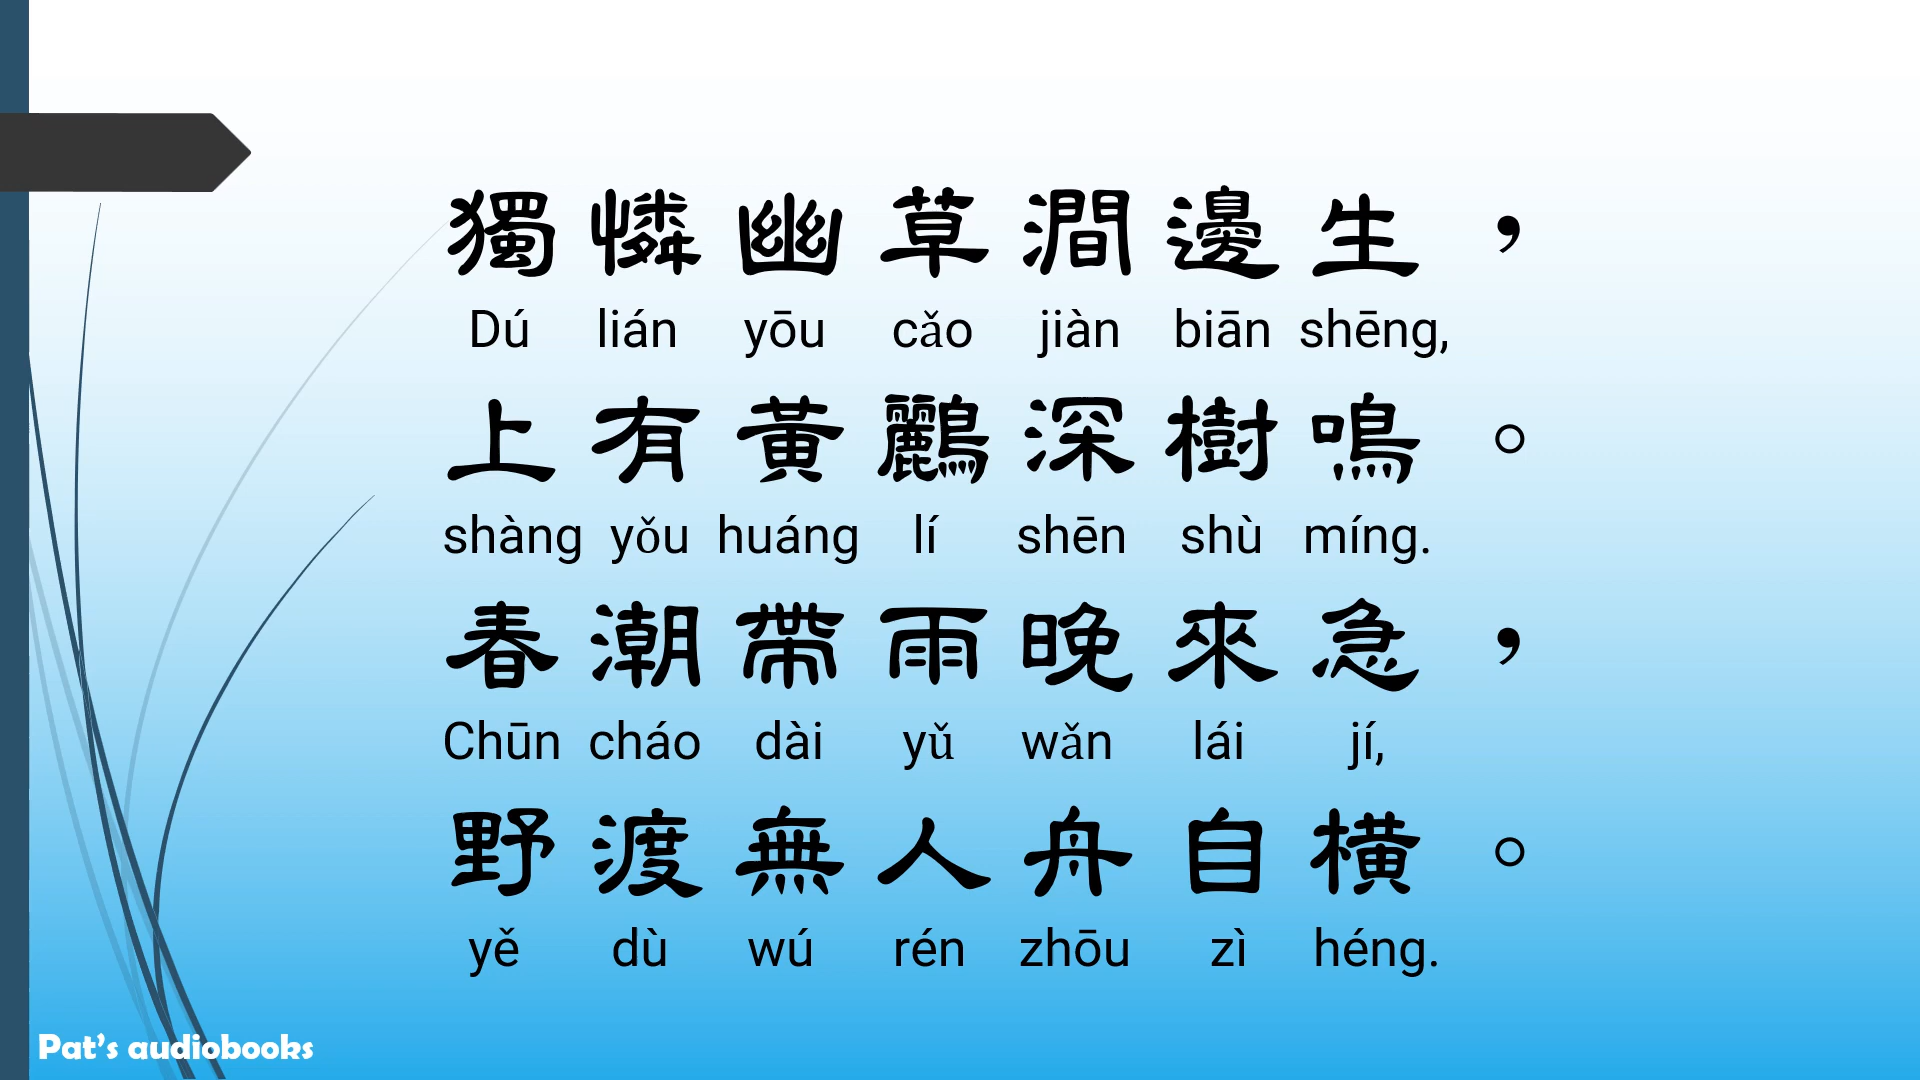 獨憐幽草澗邊生，
Dú lián yōu cǎo jiàn biān shēng,
上有黃鸝深樹鳴。
shàng yǒu huáng lí shēn shù míng.
春潮帶雨晚來急，
Chūn cháo dài yǔ wǎn lái jí,
野渡無人舟自橫。
yě dù wú rén zhōu zì héng.
Pat's audiobooks